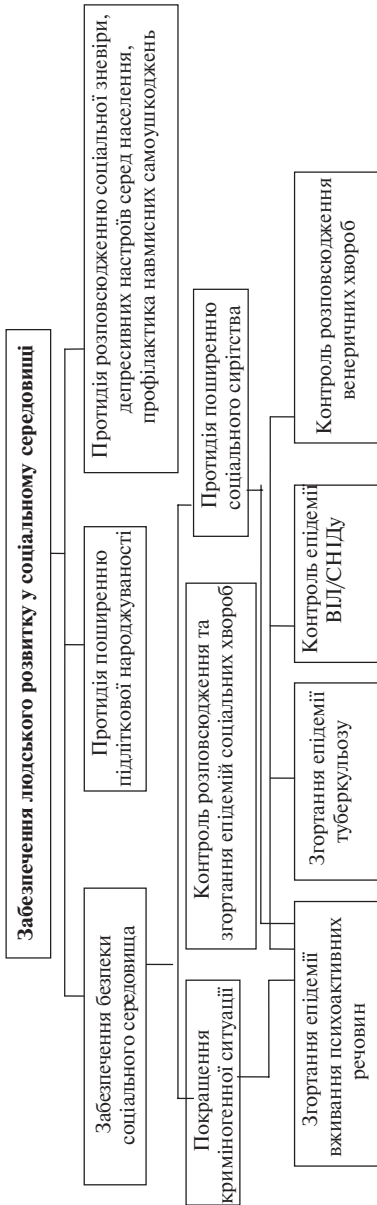 Забезпечення людського розвитку у соціальному середовищі
Забезпечення безпеки
соціального середовища
Протидія поширенню
підліткової народжуваності
Протидія розповсюдженню соціальної зневіри,
депресивних настроїв серед населення,
профілактика навмисних самоушкоджень
Покращення
криміногенної ситуації
Контроль розповсюдження та
згортання епідемій соціальних хвороб
Протидія поширенню
соціального сирітства
Згортання епідемії
вживання психоактивних
речовин
Згортання епідемії
туберкульозу
Контроль епідемії
ВІЛ/СНІДу
Контроль розповсюдження
венеричних хвороб